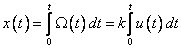 x(t) = ∫₀ᵗ Ω(t) dt = k ∫₀ᵗ u(t) dt